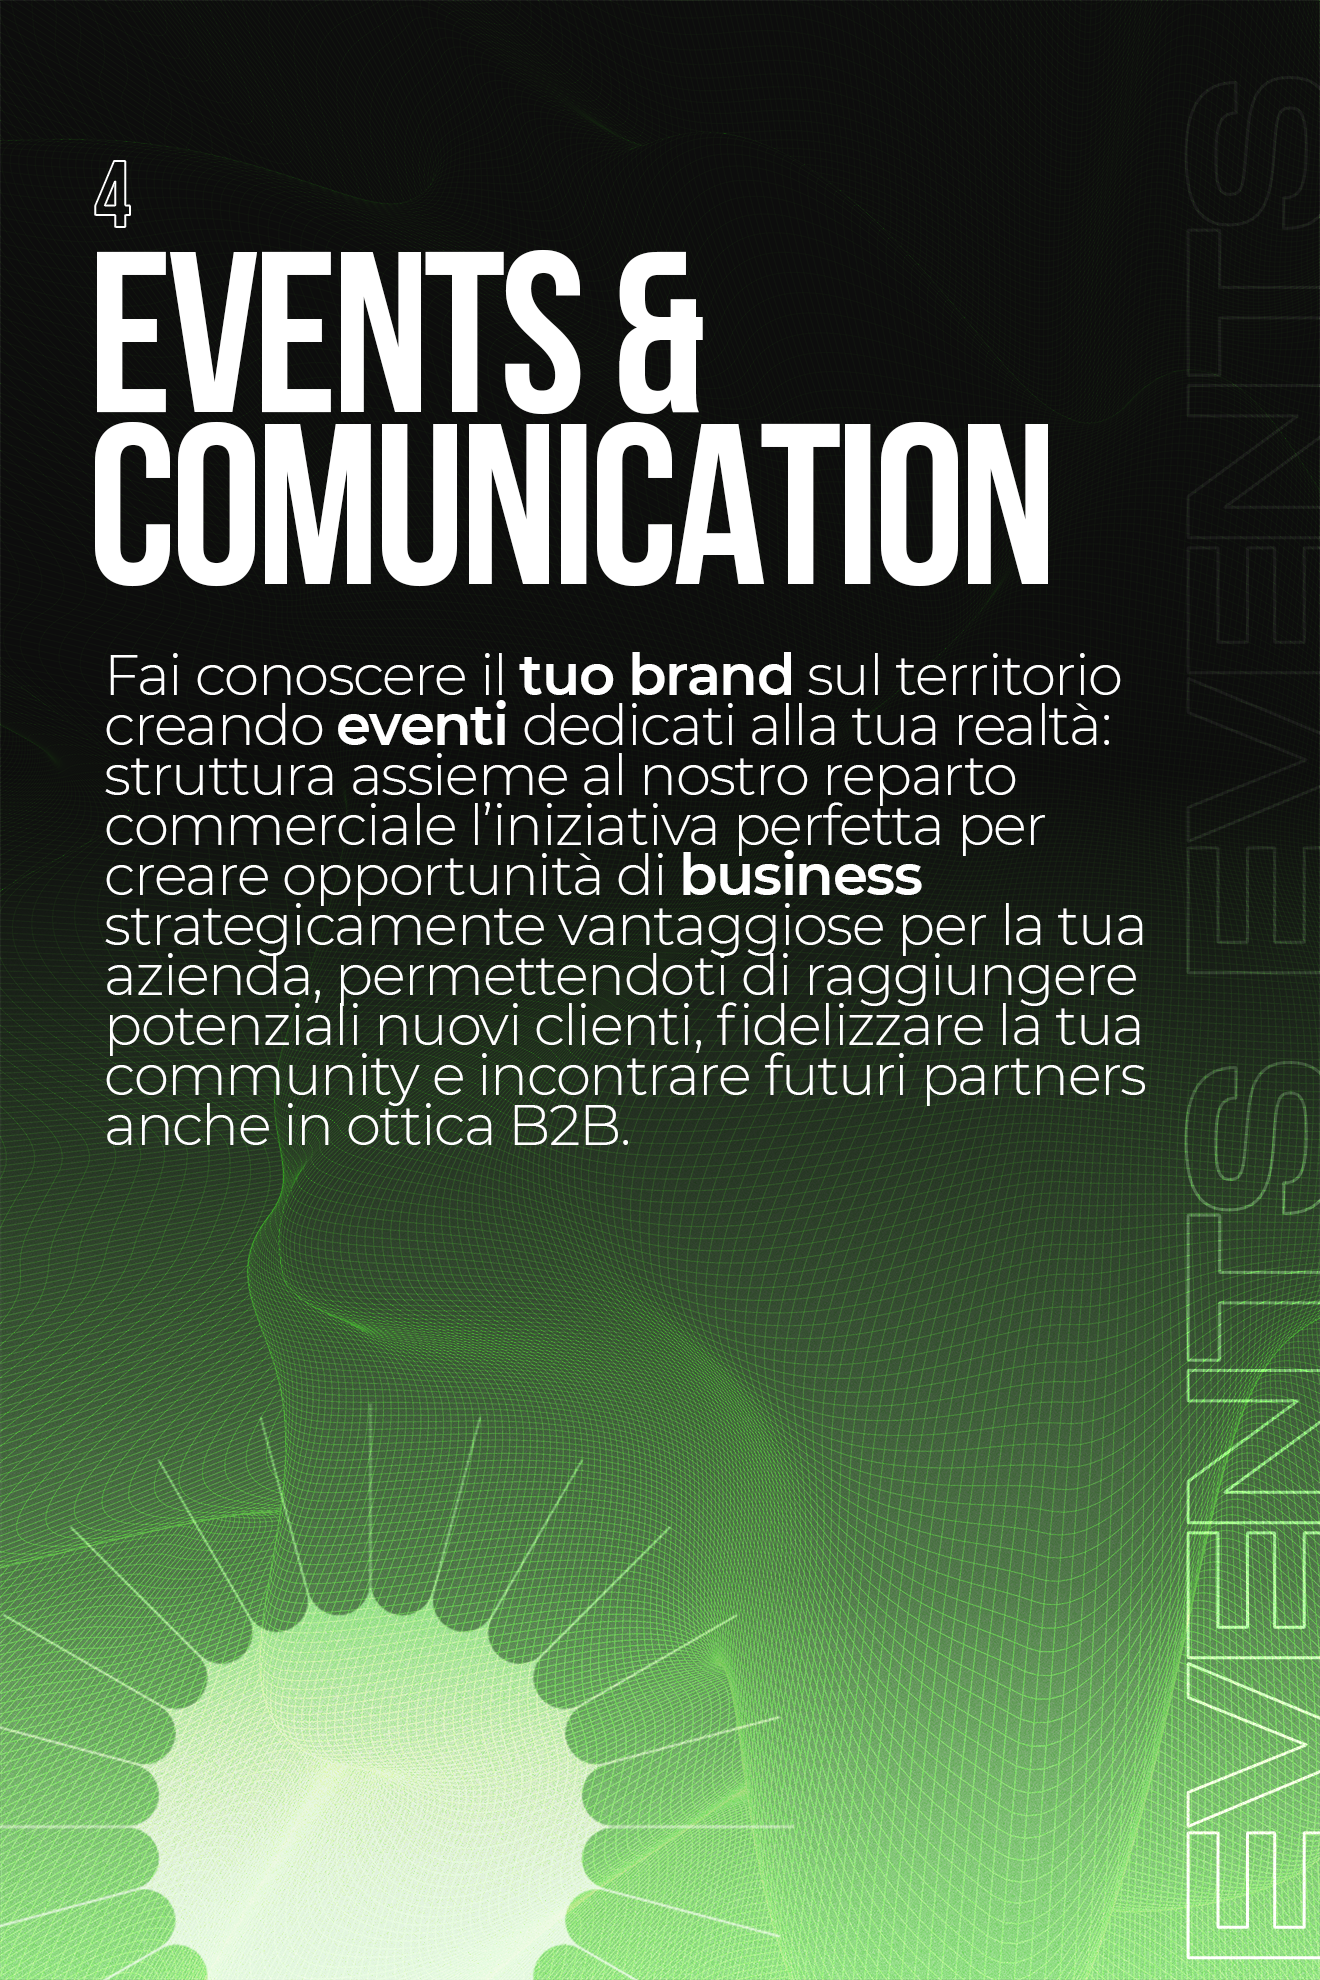 4
EVENTS &
COMUNICATION
Fai conoscere il tuo brand sul territorio
creando eventi dedicati alla tua realtà:
struttura assieme al nostro reparto
commerciale l’iniziativa perfetta per
creare opportunità di business
strategicamente vantaggiose per la tua
azienda, permettendoti di raggiungere
potenziali nuovi clienti, fidelizzare la tua
community e incontrare futuri partners
anche in ottica B2B.
EVENTS EVENTS